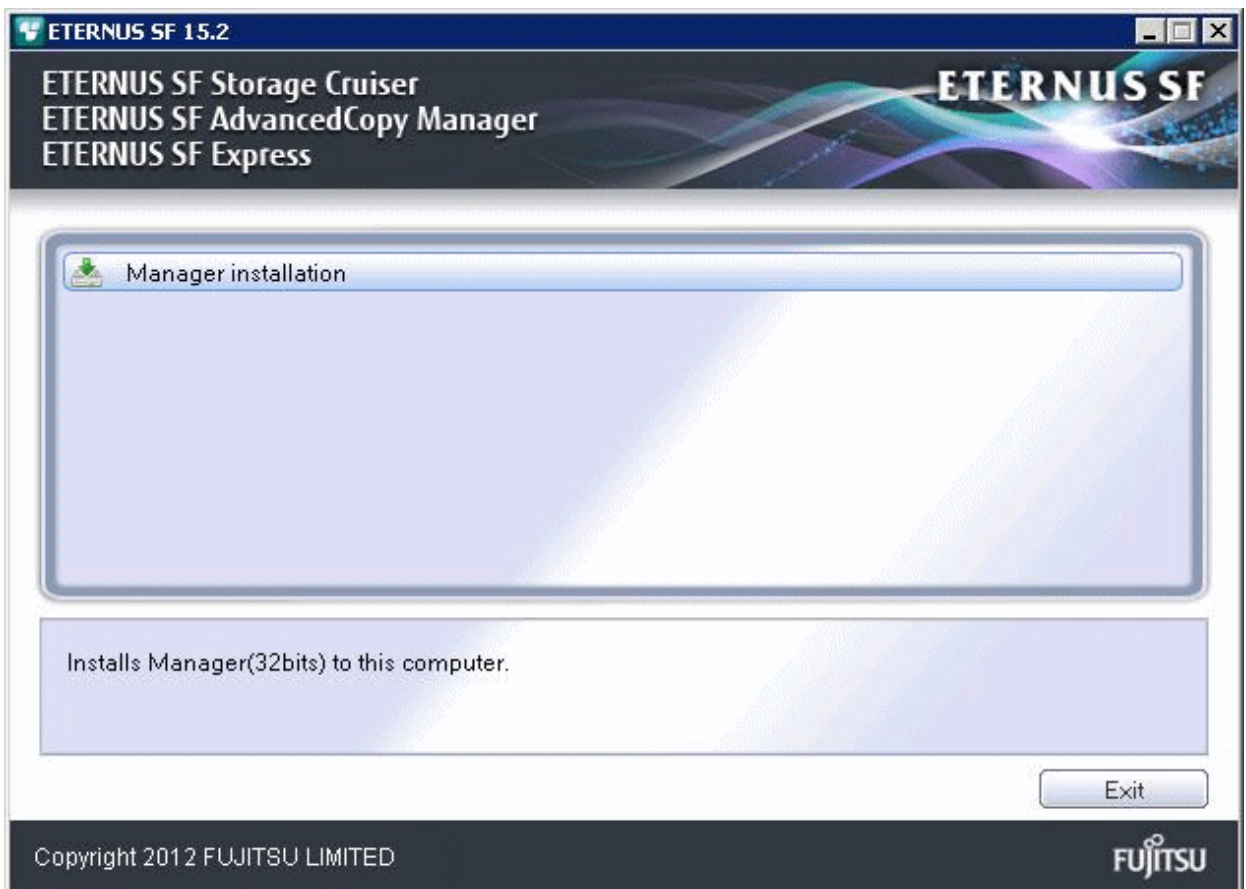 ETERNUS SF 15.2
ETERNUS SF Storage Cruiser
ETERNUS SF AdvancedCopy Manager
ETERNUS SF Express
ETERNUS SF
Manager installation
Installs Manager(32bits) to this computer.
Exit
Copyright 2012 FUJITSU LIMITED
FUJITSU